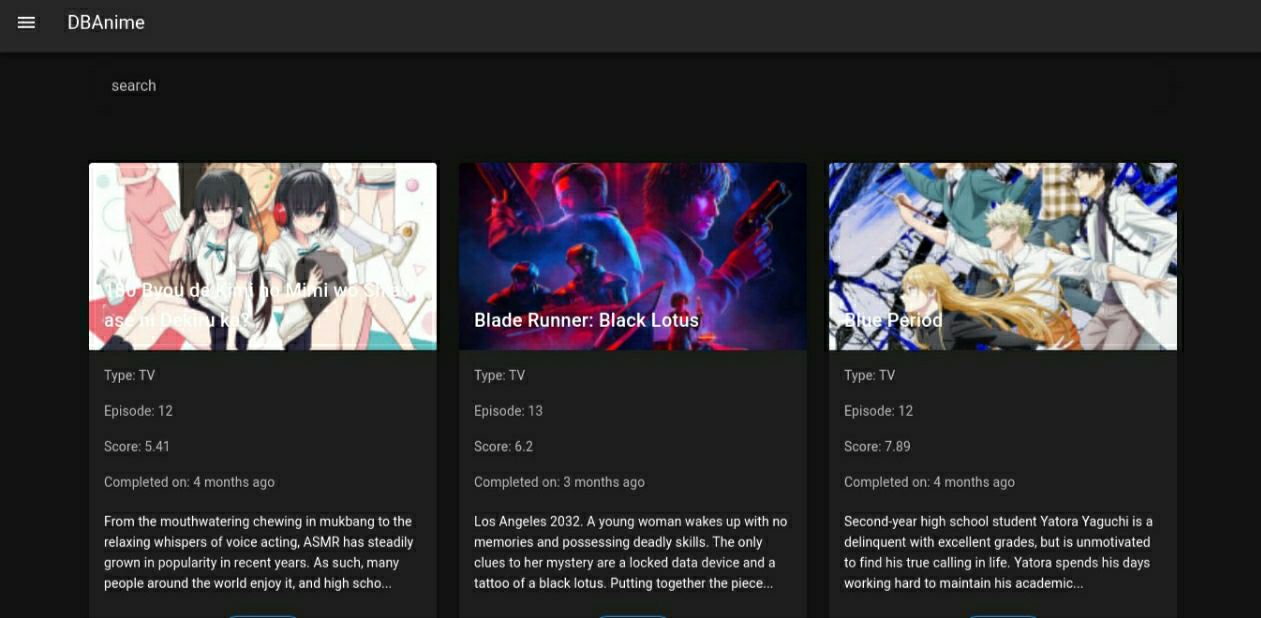 DBAnime
search
180 Byou de Kimi no Mimi wo Shiaw
ase ni Dekiru ka?
Type: TV
Episode: 12
Score: 5.41
Completed on: 4 months ago
From the mouthwatering chewing in mukbang to the
relaxing whispers of voice acting, ASMR has steadily
grown in popularity in recent years. As such, many
people around the world enjoy it, and high scho...
Blade Runner: Black Lotus
Type: TV
Episode: 13
Score: 6.2
Completed on: 3 months ago
Los Angeles 2032. A young woman wakes up with no
memories and possessing deadly skills. The only
clues to her mystery are a locked data device and a
tattoo of a black lotus. Putting together the piece...
Blue Period
Type: TV
Episode: 12
Score: 7.89
Completed on: 4 months ago
Second-year high school student Yatora Yaguchi is a
delinquent with excellent grades, but is unmotivated
to find his true calling in life. Yatora spends his days
working hard to maintain his academic...